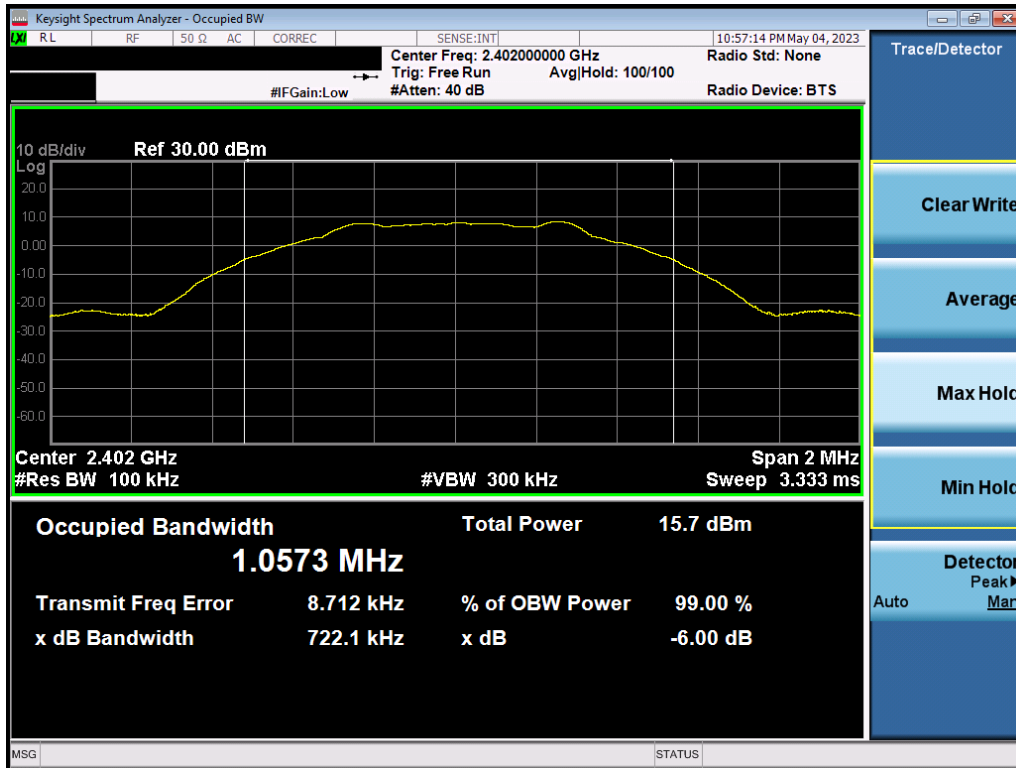 Keysight Spectrum Analyzer - Occupied BW
LXI RL RF 50 Ω AC CORREC SENSE:INT 10:57:14 PM May 04, 2023
Center Freq: 2.402000000 GHz Radio Std: None
Trig: Free Run Avg|Hold: 100/100
#IFGain:Low #Atten: 40 dB Radio Device: BTS
Trace/Detector
10 dB/div Ref 30.00 dBm
Log
20.0
10.0
0.00
-10.0
-20.0
-30.0
-40.0
-50.0
-60.0
Center 2.402 GHz Span 2 MHz
#Res BW 100 kHz #VBW 300 kHz Sweep 3.333 ms
Occupied Bandwidth Total Power 15.7 dBm
1.0573 MHz
Transmit Freq Error 8.712 kHz % of OBW Power 99.00 %
x dB Bandwidth 722.1 kHz x dB -6.00 dB
Clear Write
Average
Max Hold
Min Hold
Detector
Peak▶
Auto Man
MSG STATUS